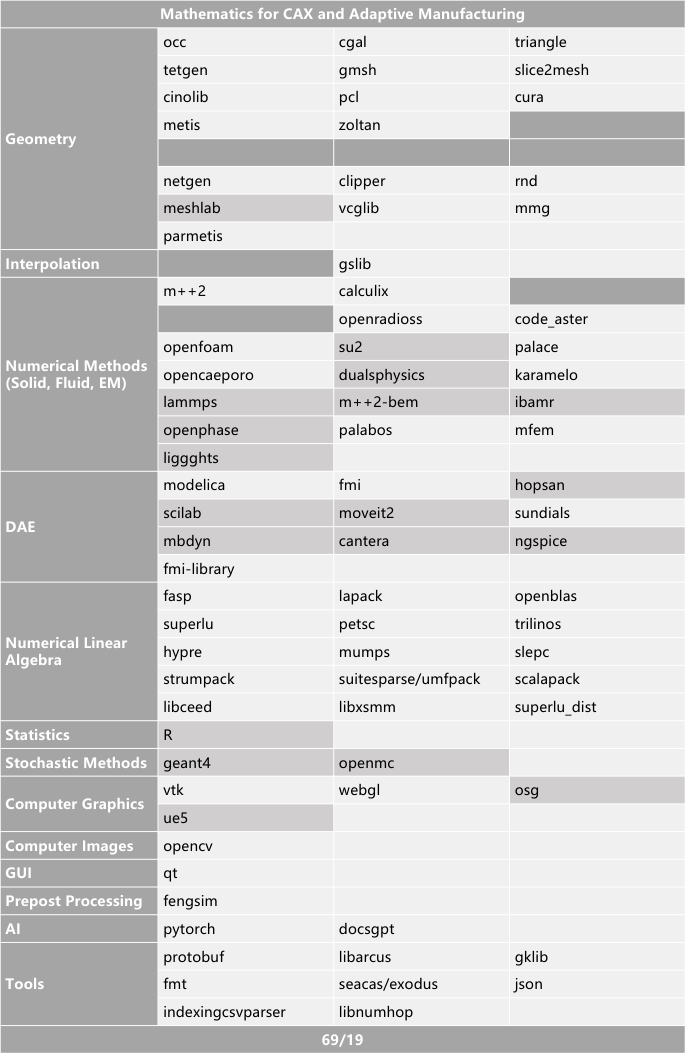 Mathematics for CAX and Adaptive Manufacturing
Geometry
occ cgal triangle
tetgen gmsh slice2mesh
cinolib pcl cura
metis zoltan
netgen clipper rnd
meshlab vcglib mmg
parmetis
Interpolation
gslib
Numerical Methods
(Solid, Fluid, EM)
m++2 calculix
openradioss code_aster
openfoam su2 palace
opencaeporo dualsphysics karamelo
lammps m++2-bem ibamr
openphase palabos mfem
liggghts
DAE
modelica fmi hopsan
scilab moveit2 sundials
mbdyn cantera ngspice
fmi-library
Numerical Linear
Algebra
fasp lapack openblas
superlu petsc trilinos
hypre mumps slepc
strumpack suitesparse/umfpack scalapack
libceed libxsmm superlu_dist
Statistics R
Stochastic Methods geant4 openmc
Computer Graphics
vtk webgl osg
ue5
Computer Images opencv
GUI qt
Prepost Processing fengsim
AI pytorch docsgpt
Tools
protobuf libarcus gklib
fmt seacas/exodus json
indexingcsvparser libnumhop
69/19